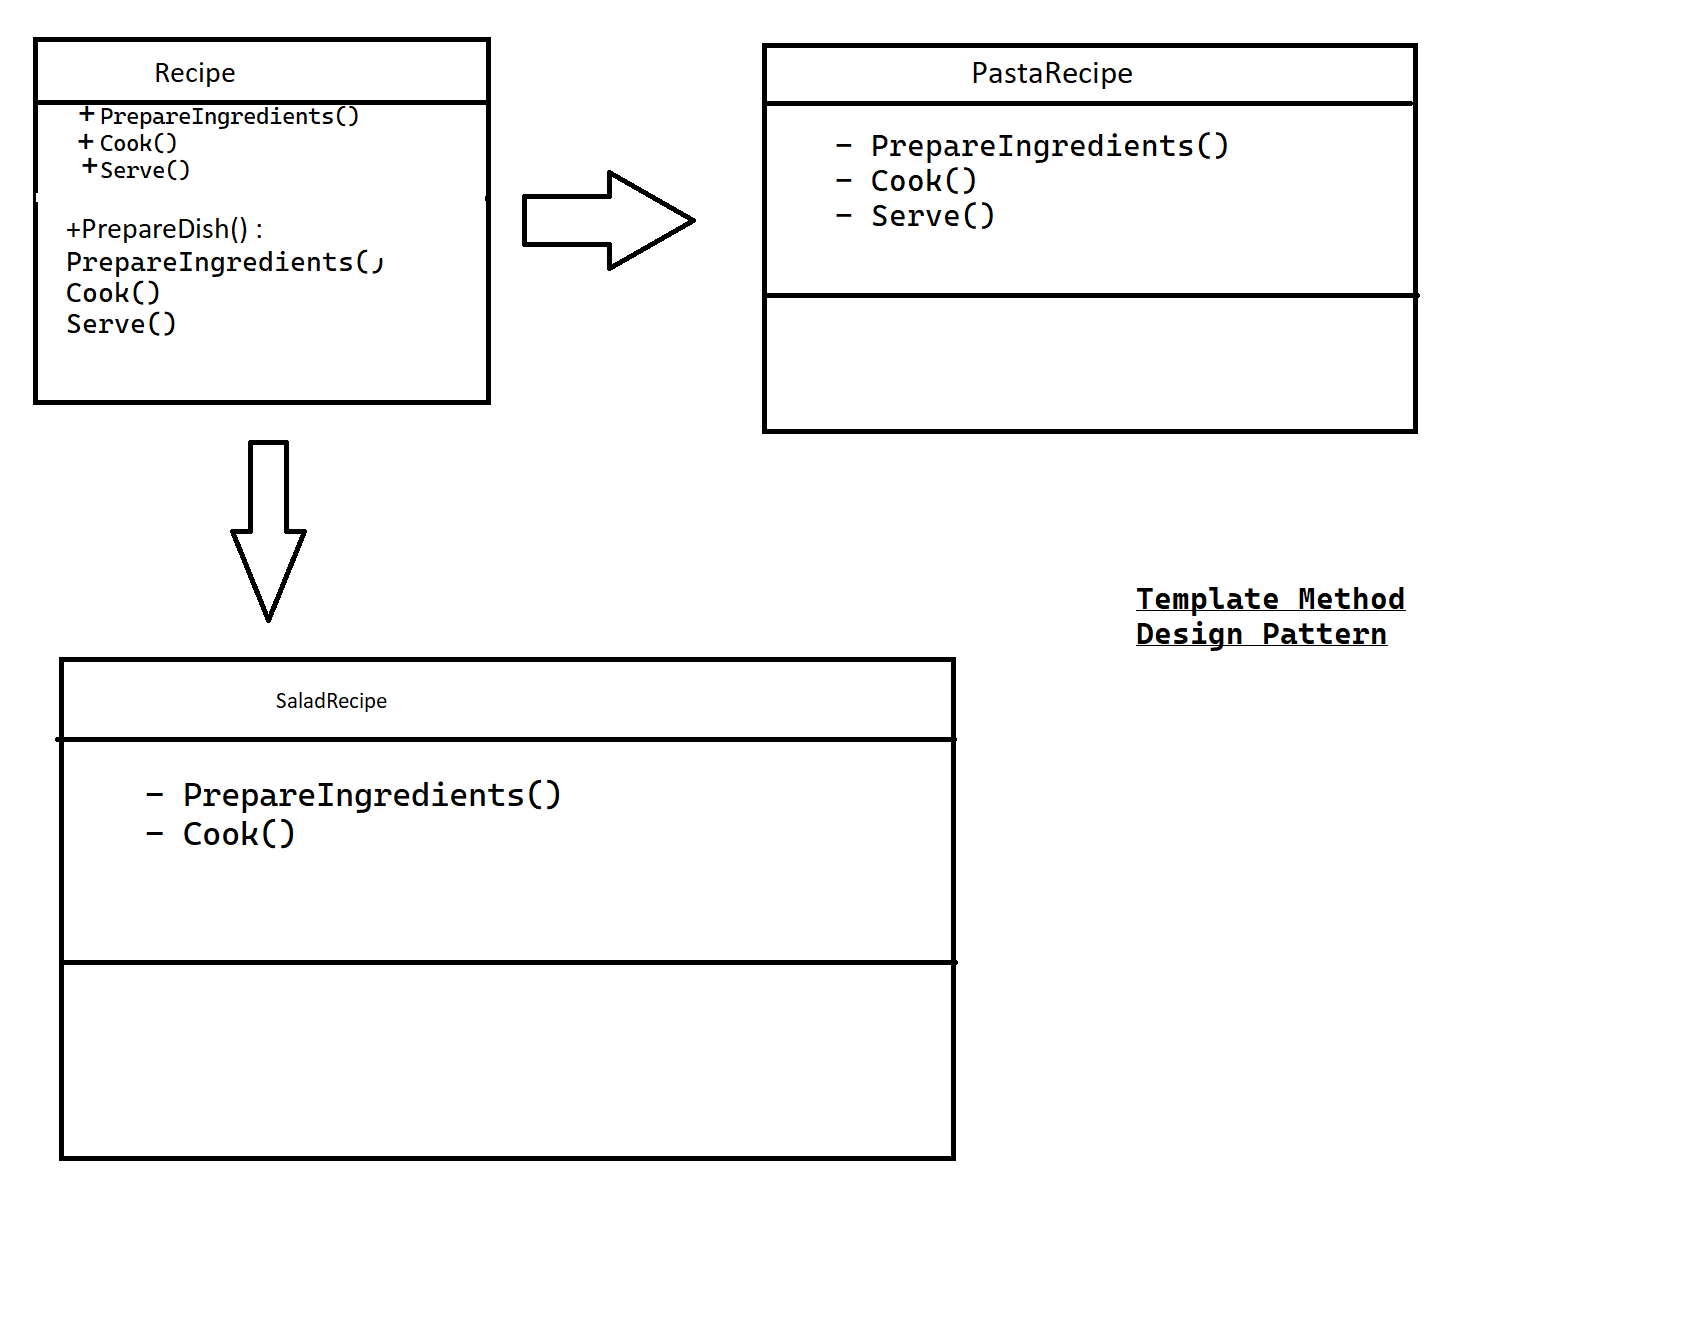 Recipe
+ PrepareIngredients()
+ Cook()
+ Serve()
+PrepareDish() :
PrepareIngredients()
Cook()
Serve()
PastaRecipe
- PrepareIngredients()
- Cook()
- Serve()
Template Method
Design Pattern
SaladRecipe
- PrepareIngredients()
- Cook()